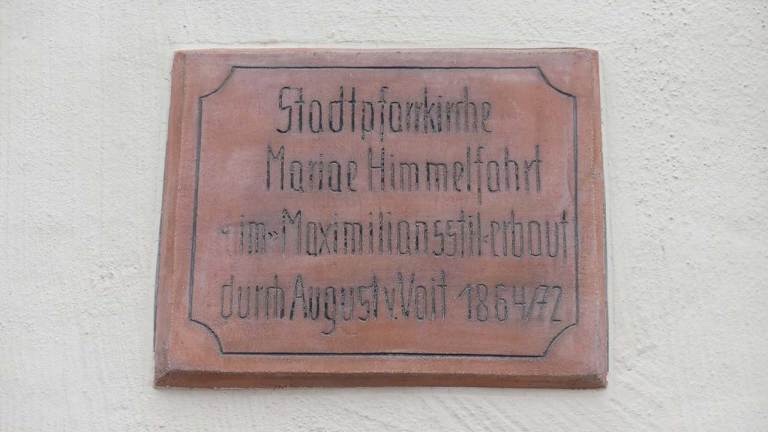 Stadtpfarrkirche
Mariae Himmelfahrt
im »Maximiliansstil« erbaut
durch August v. Voit 1864/72